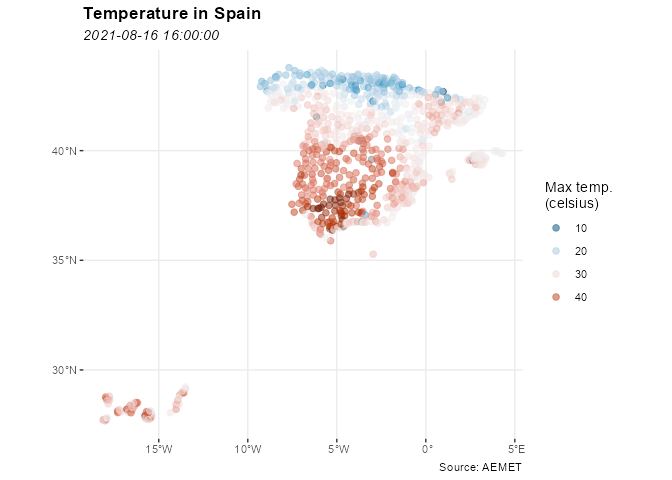 Temperature in Spain
2021-08-16 16:00:00
40°N
35°N
30°N
15°W
10°W
5°W
0°
5°E
Max temp.
(celsius)
10
20
30
40
Source: AEMET